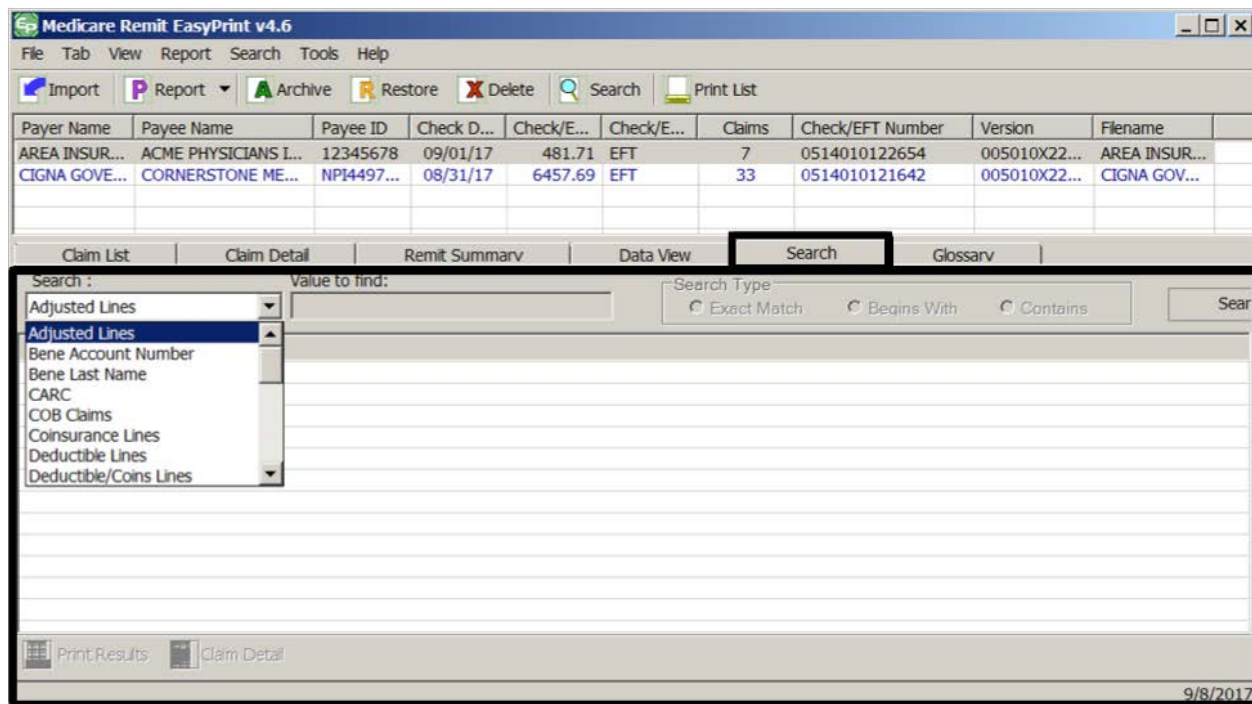 Medicare Remit EasyPrint v4.6
File Tab View Report Search Tools Help
Import Report Archive Restore Delete Search Print List
Payer Name Payee Name Payee ID Check D... Check/E... Check/E... Claims Check/EFT Number Version Filename
AREA INSUR... ACME PHYSICIANS I... 12345678 09/01/17 481.71 EFT 7 0514010122654 005010X22... AREA INSUR...
CIGNA GOVE... CORNERSTONE ME... NPI4497... 08/31/17 6457.69 EFT 33 0514010121642 005010X22... CIGNA GOV...
Claim List Claim Detail Remit Summary Data View Search Glossary
Search : Value to find: Search Type
Adjusted Lines Exact Match Begins With Contains Sear
Adjusted Lines
Bene Account Number
Bene Last Name
CARC
COB Claims
Coinsurance Lines
Deductible Lines
Deductible/Coins Lines
Print Results Claim Detail
9/8/2017